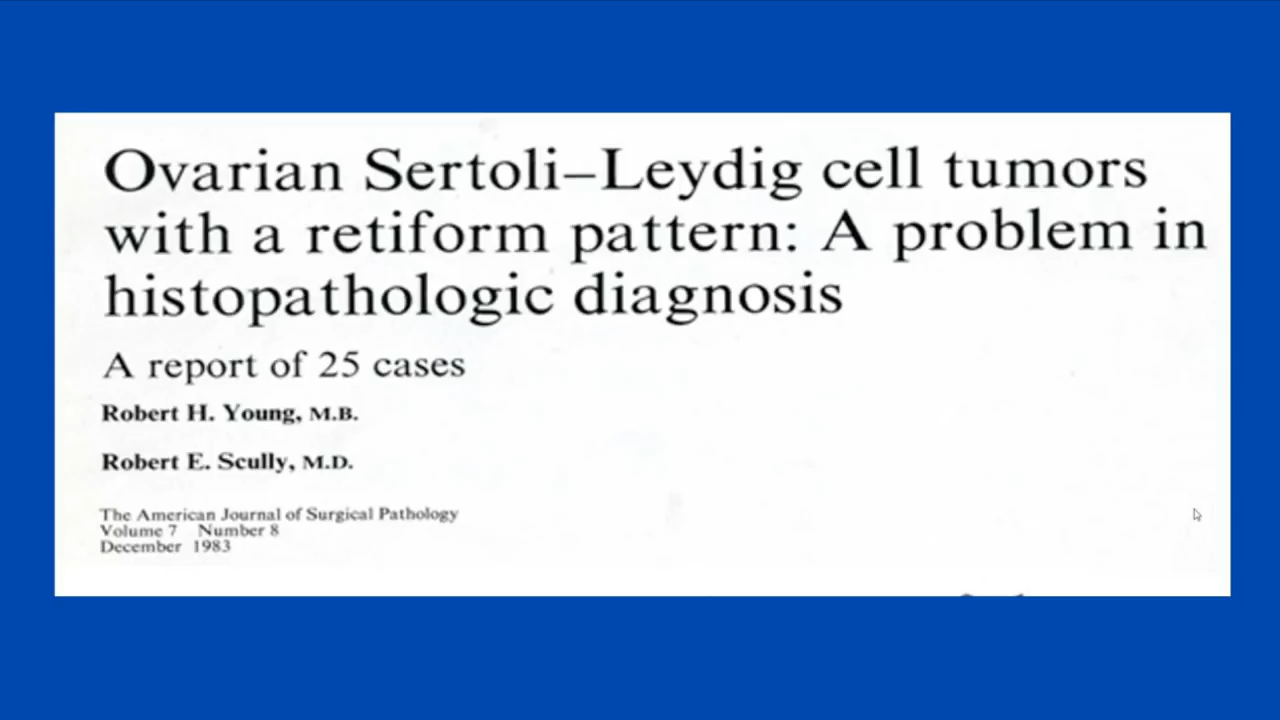 Ovarian Sertoli–Leydig cell tumors
with a retiform pattern: A problem in
histopathologic diagnosis
A report of 25 cases
Robert H. Young, M.B.
Robert E. Scully, M.D.
The American Journal of Surgical Pathology
Volume 7 Number 8
December 1983